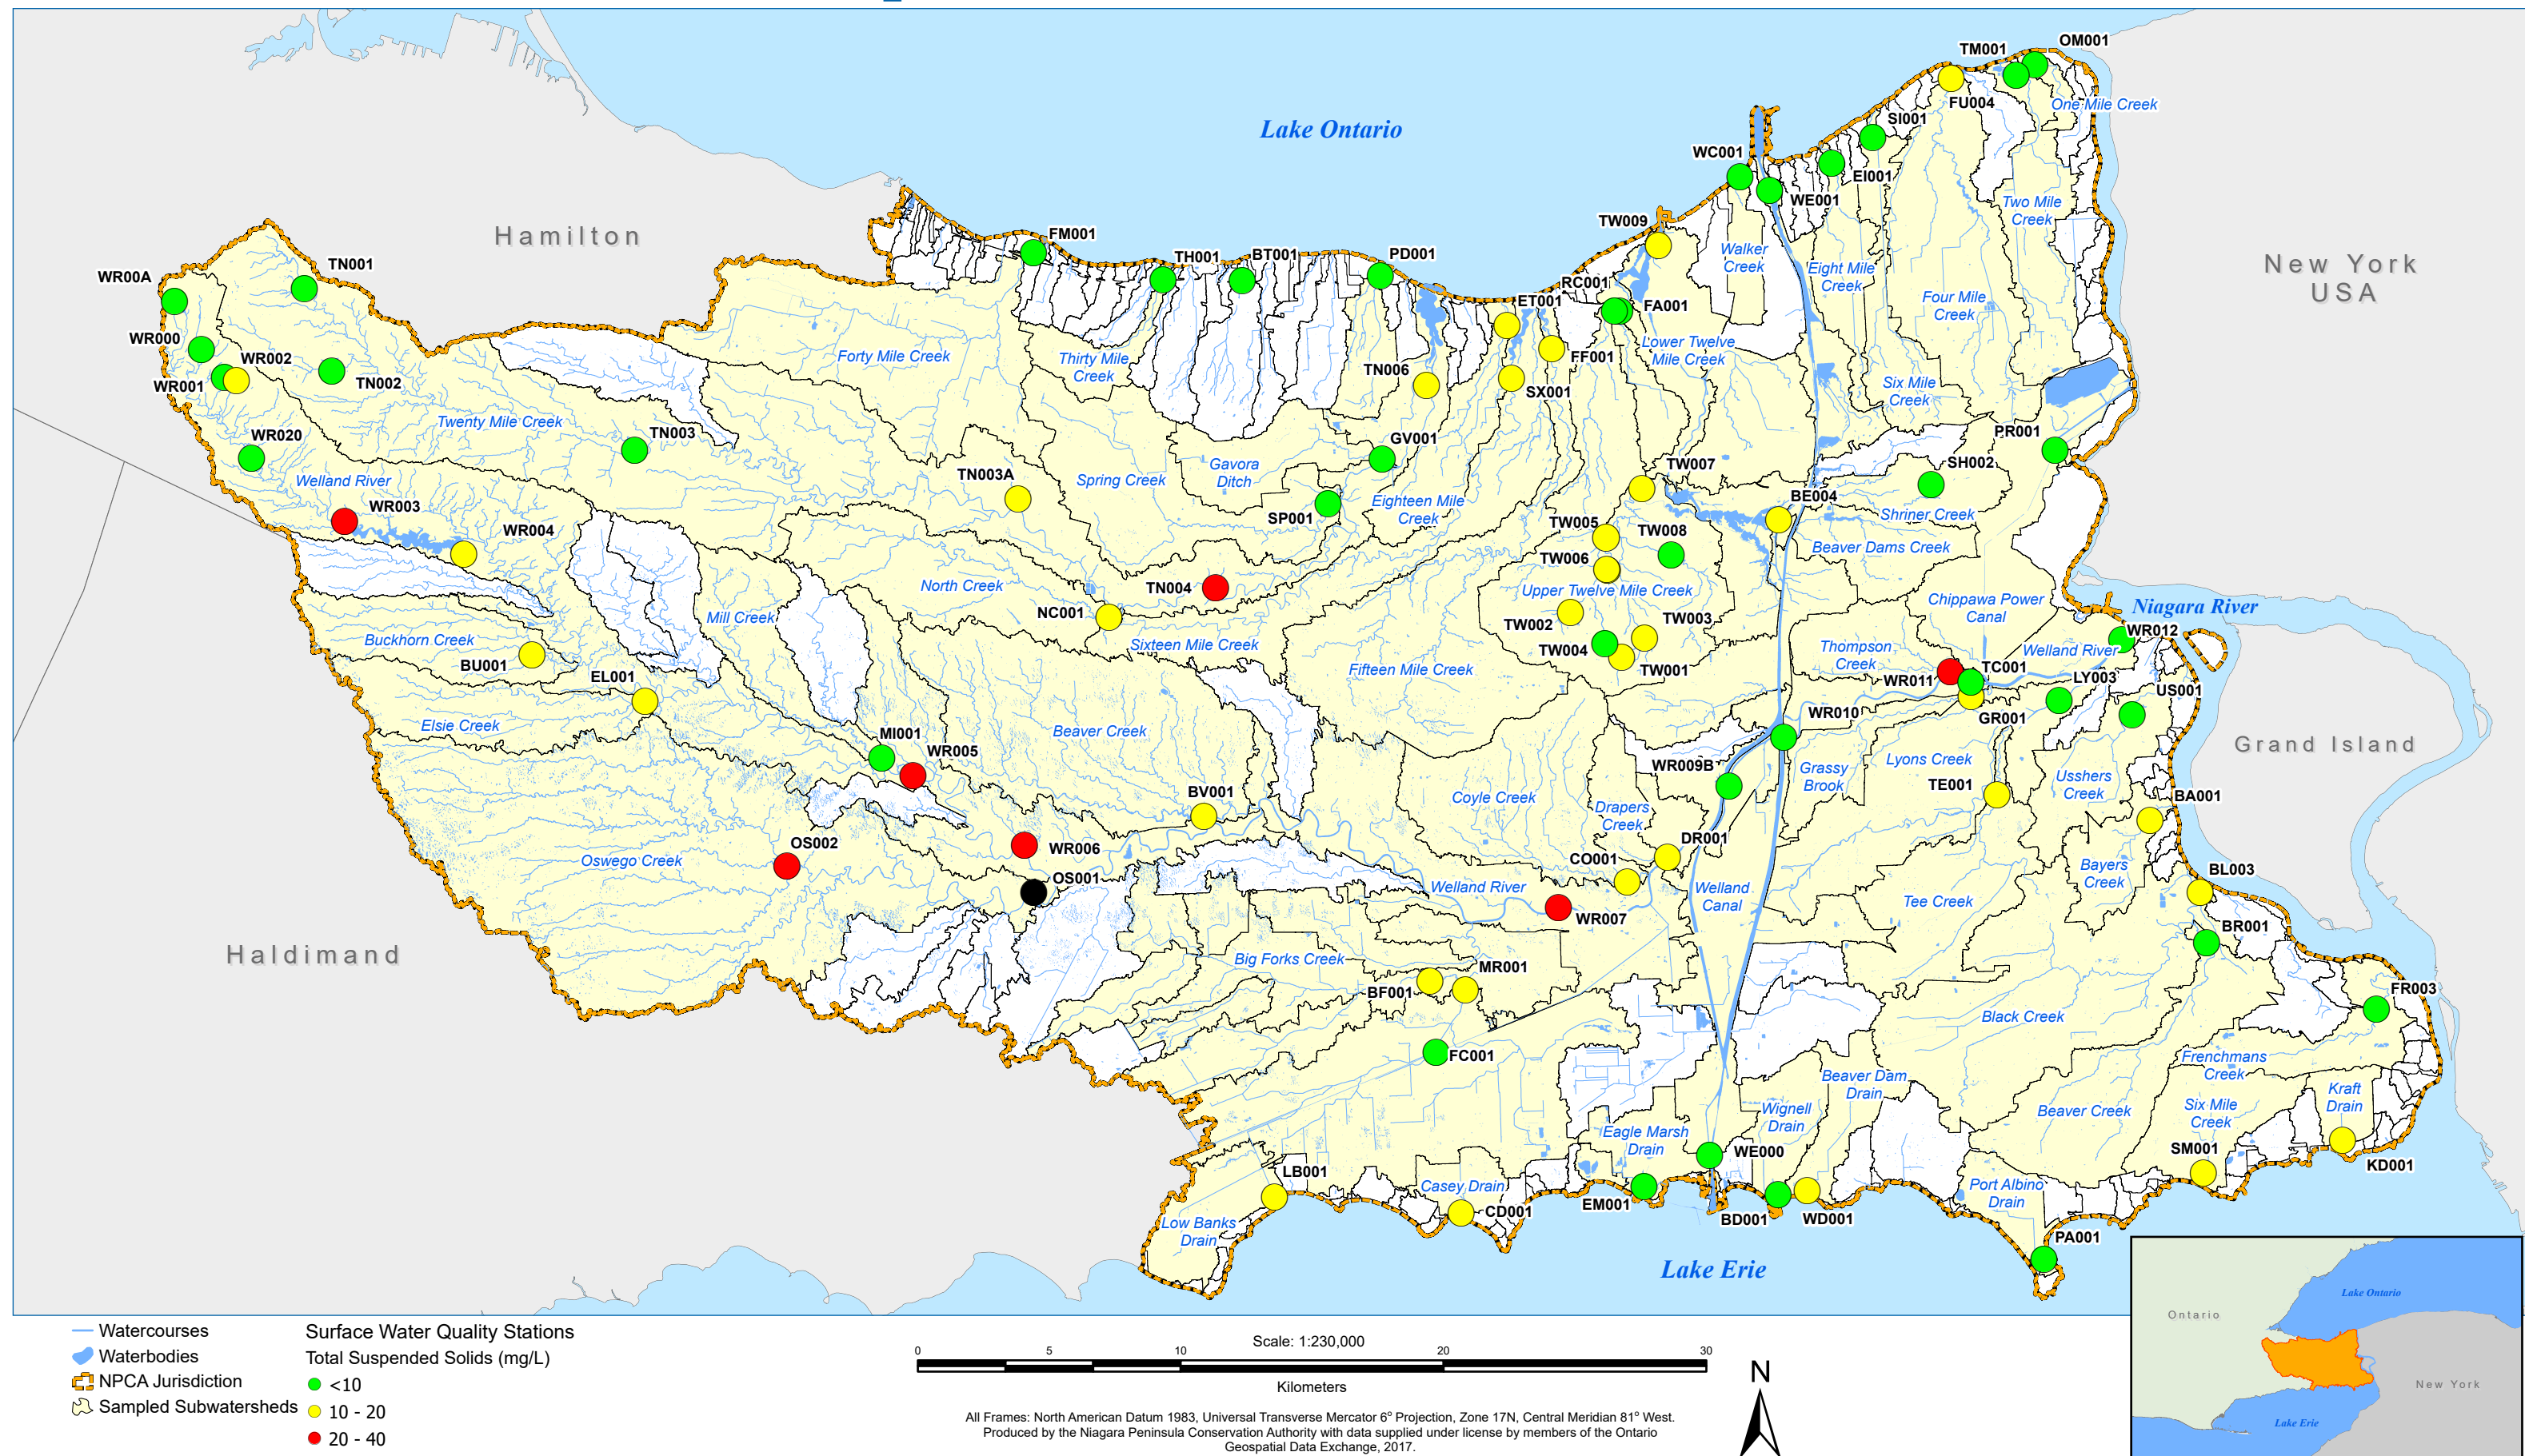 OM001
TM001
One Mile Creek
FU004
SI001
Lake Ontario
WC001
EI001
WE001
Two Mile
Creek
TW009
Hamilton
FM001
New York
USA
TH001
BT001
PD001
Walker
Creek
Eight Mile
Creek
TN001
WR00A
RC001
ET001
FA001
Four Mile
Creek
WR000
WR002
Forty Mile Creek
Thirty Mile
Creek
FF001
Lower Twelve
Mile Creek
TN006
WR001
TN002
SX001
Six Mile
Creek
Twenty Mile Creek
TN003
WR020
GV001
PR001
Welland River
TN003A
Spring Creek
Gavora
Ditch
TW007
SH002
WR003
Eighteen Mile
Creek
BE004
SP001
Shriner Creek
WR004
TW005
TW008
Beaver Dams Creek
TW006
North Creek
TN004
Upper Twelve Mile Creek
Chippawa Power
Canal
Niagara River
Mill Creek
NC001
TW002
TW003
WR012
Buckhorn Creek
Sixteen Mile Creek
BU001
TW004
Thompson
Creek
Welland River
EL001
Fifteen Mile Creek
TW001
TC001
WR011
LY003
US001
Elsie Creek
WR010
GR001
Beaver Creek
MI001
WR005
Grand Island
WR009B
Grassy
Brook
Lyons Creek
TE001
Usshers
Creek
BV001
Coyle Creek
Drapers
Creek
BA001
OS002
WR006
DR001
Oswego Creek
CO001
Bayers
Creek
OS001
Welland River
Welland
Canal
BL003
Tee Creek
WR007
BR001
Haldimand
Big Forks Creek
MR001
BF001
FR003
Black Creek
FC001
Frenchmans
Creek
Beaver Dam
Drain
Kraft
Drain
Wignell
Drain
Beaver Creek
Six Mile
Creek
Eagle Marsh
Drain
WE000
SM001
KD001
LB001
Casey Drain
Port Albino
Drain
EM001
CD001
BD001
WD001
Low Banks
Drain
PA001
Lake Erie
Watercourses
Waterbodies
NPCA Jurisdiction
Sampled Subwatersheds
Surface Water Quality Stations
Total Suspended Solids (mg/L)
<10
10 - 20
20 - 40
Scale: 1:230,000
0 5 10 20 30
Kilometers
N
All Frames: North American Datum 1983, Universal Transverse Mercator 6° Projection, Zone 17N, Central Meridian 81° West.
Produced by the Niagara Peninsula Conservation Authority with data supplied under license by members of the Ontario
Geospatial Data Exchange, 2017.
Lake Ontario
Ontario
New York
Lake Erie